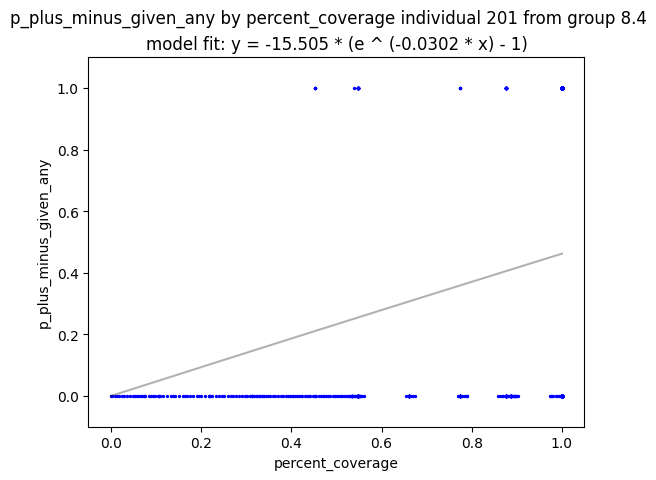 p_plus_minus_given_any by percent_coverage individual 201 from group 8.4
model fit: y = -15.505 * (e ^ (-0.0302 * x) - 1)
1.0
0.8
0.6
0.4
0.2
0.0
p_plus_minus_given_any
0.0 0.2 0.4 0.6 0.8 1.0
percent_coverage